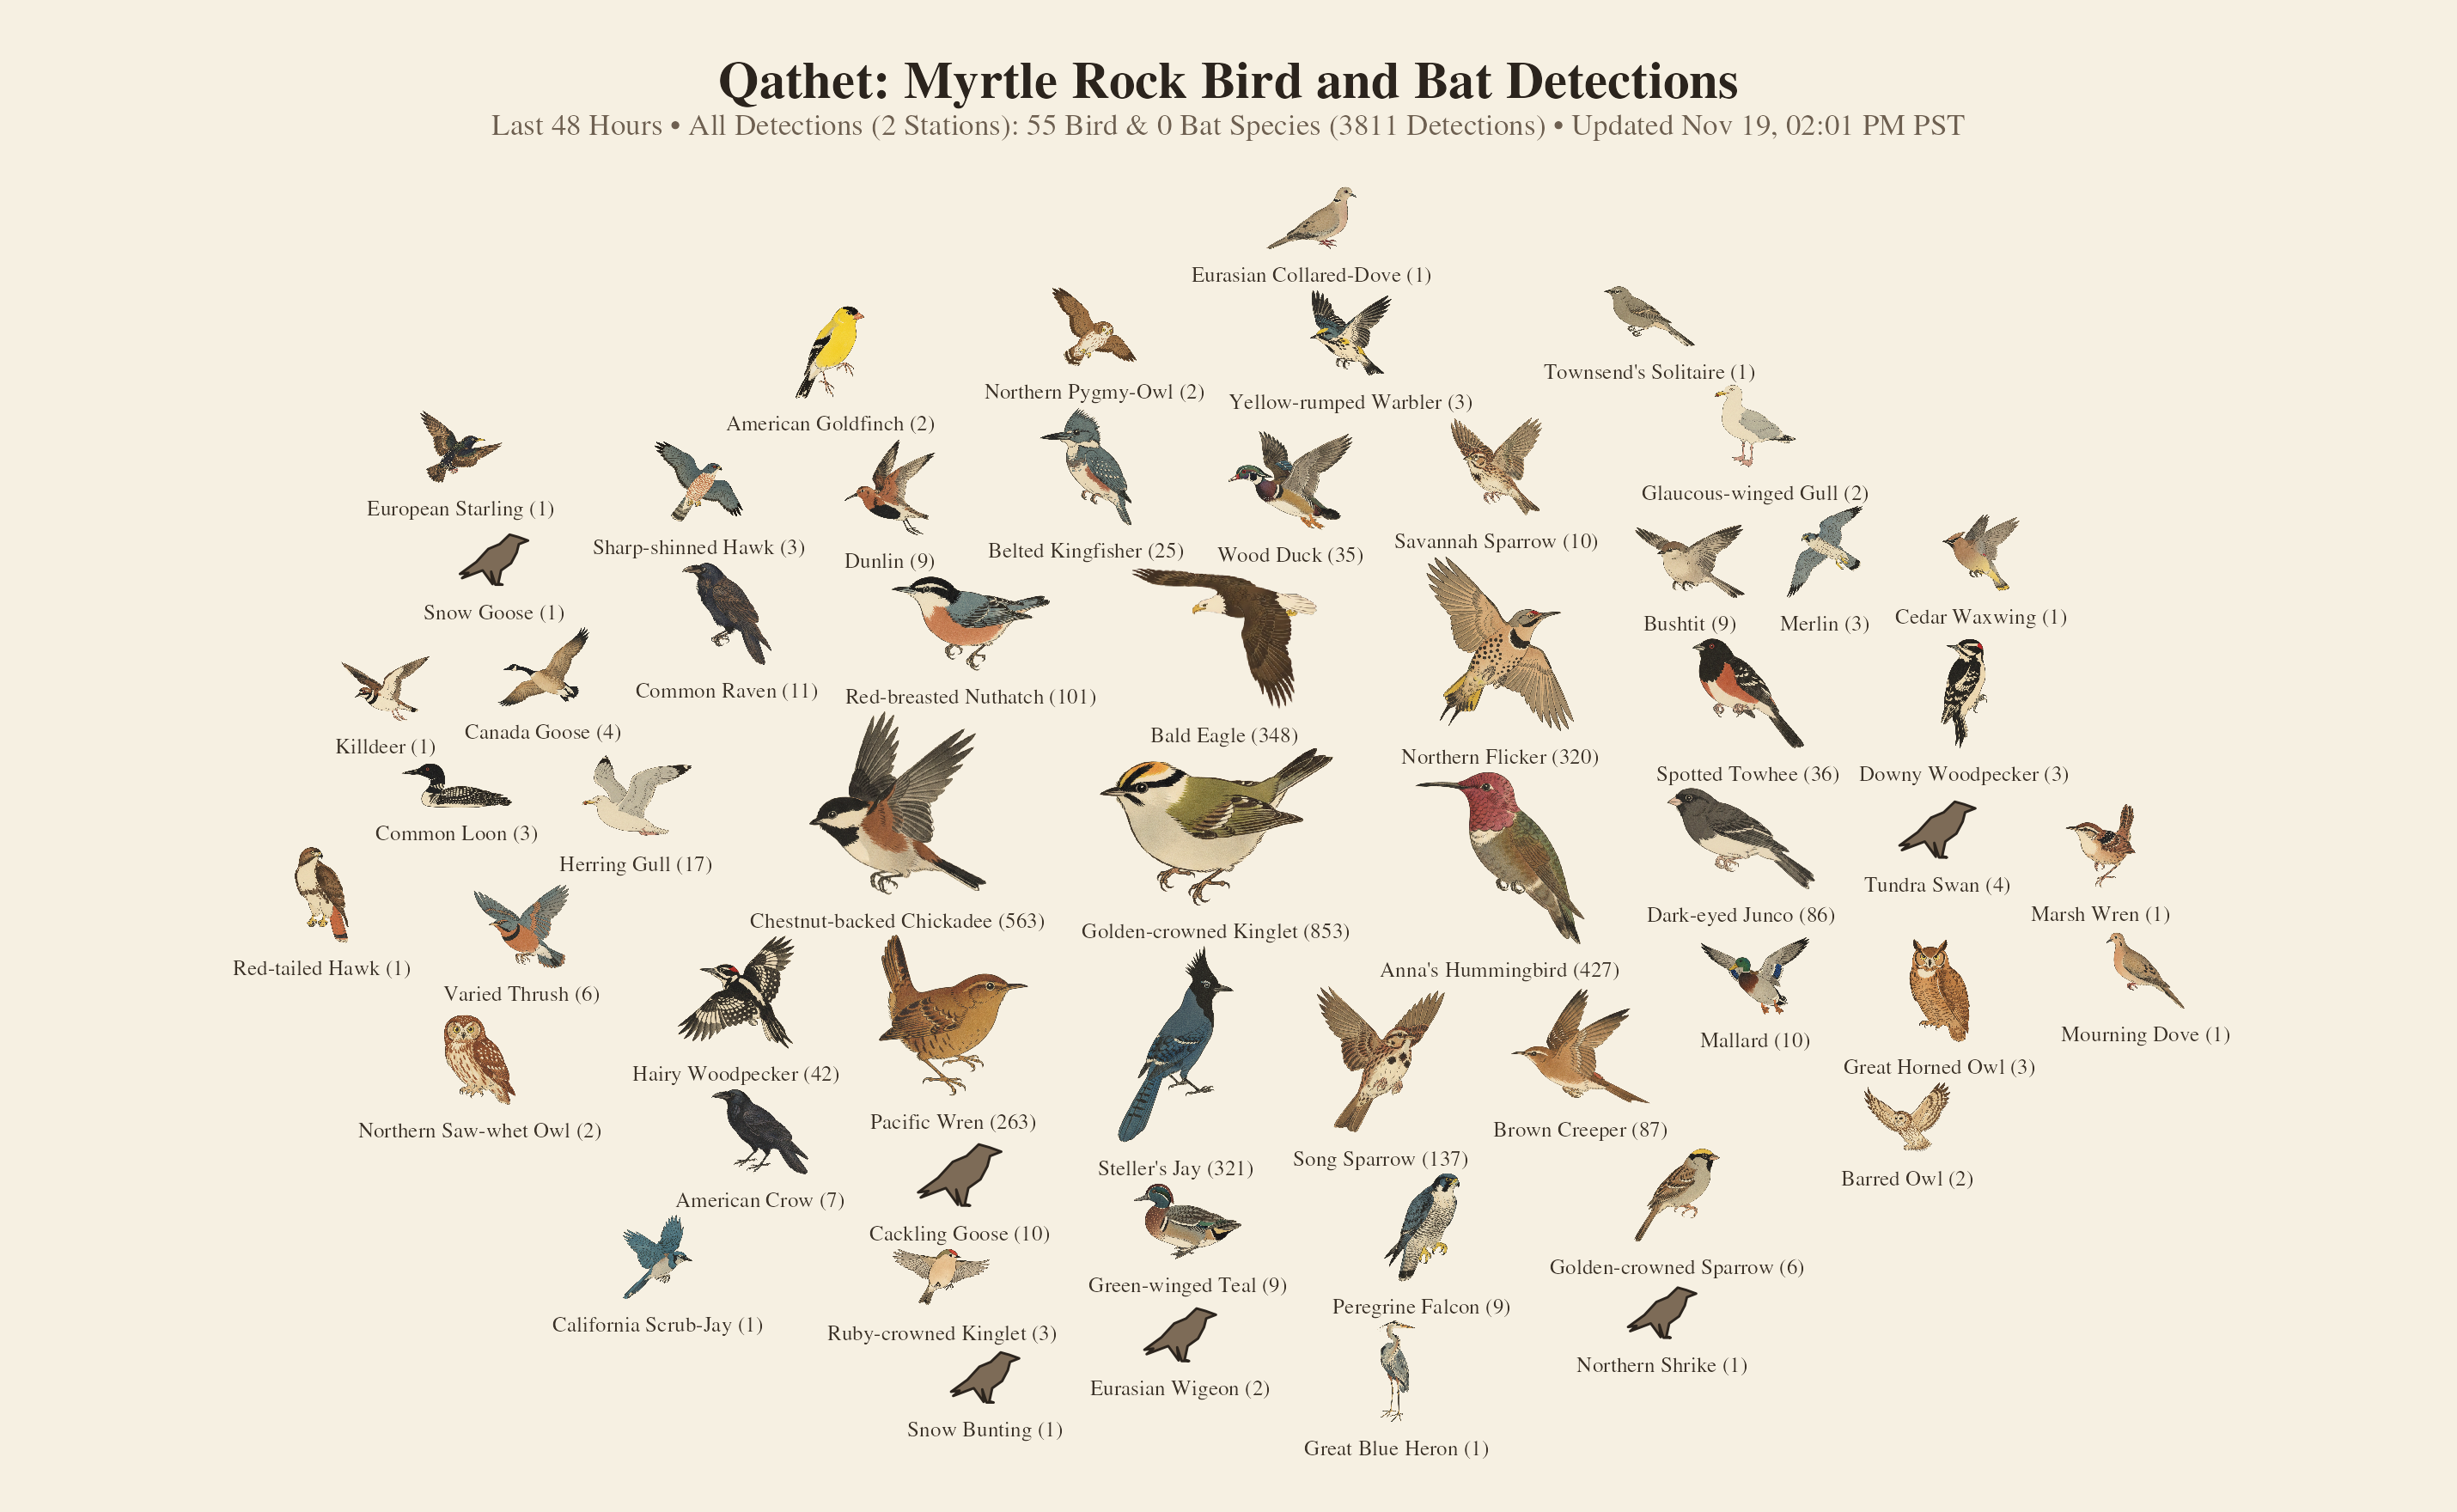 Qathet: Myrtle Rock Bird and Bat Detections
Last 48 Hours • All Detections (2 Stations): 55 Bird & 0 Bat Species (3811 Detections) • Updated Nov 19, 02:01 PM PST
Eurasian Collared-Dove (1)
Townsend's Solitaire (1)
Northern Pygmy-Owl (2)
Yellow-rumped Warbler (3)
American Goldfinch (2)
Glaucous-winged Gull (2)
European Starling (1)
Savannah Sparrow (10)
Sharp-shinned Hawk (3)
Belted Kingfisher (25)
Wood Duck (35)
Dunlin (9)
Snow Goose (1)
Cedar Waxwing (1)
Bushtit (9)
Merlin (3)
Common Raven (11)
Red-breasted Nuthatch (101)
Canada Goose (4)
Bald Eagle (348)
Killdeer (1)
Northern Flicker (320)
Spotted Towhee (36)
Downy Woodpecker (3)
Common Loon (3)
Herring Gull (17)
Tundra Swan (4)
Marsh Wren (1)
Dark-eyed Junco (86)
Chestnut-backed Chickadee (563)
Golden-crowned Kinglet (853)
Red-tailed Hawk (1)
Anna's Hummingbird (427)
Varied Thrush (6)
Mourning Dove (1)
Mallard (10)
Great Horned Owl (3)
Hairy Woodpecker (42)
Pacific Wren (263)
Brown Creeper (87)
Northern Saw-whet Owl (2)
Song Sparrow (137)
Steller's Jay (321)
Barred Owl (2)
American Crow (7)
Cackling Goose (10)
Golden-crowned Sparrow (6)
Green-winged Teal (9)
Peregrine Falcon (9)
California Scrub-Jay (1)
Ruby-crowned Kinglet (3)
Northern Shrike (1)
Eurasian Wigeon (2)
Snow Bunting (1)
Great Blue Heron (1)